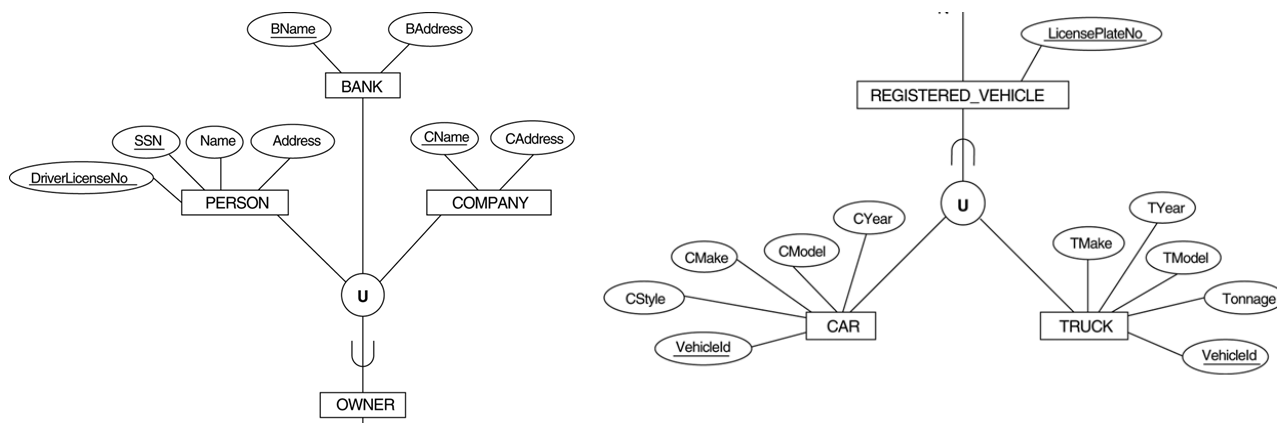 BName
BAddress
BANK
SSN
Name
Address
CName
CAddress
DriverLicenseNo
PERSON
COMPANY
U
OWNER
LicensePlateNo
REGISTERED_VEHICLE
U
CYear
TYear
CMake
CModel
TMake
TModel
CStyle
Tonnage
CAR
TRUCK
VehicleId
VehicleId